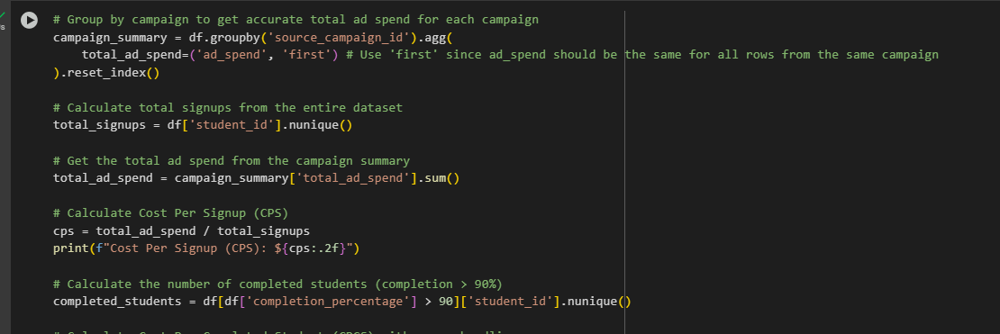 # Group by campaign to get accurate total ad spend for each campaign
campaign_summary = df.groupby('source_campaign_id').agg(
    total_ad_spend=('ad_spend', 'first') # Use 'first' since ad_spend should be the same for all rows from the same campaign
).reset_index()
# Calculate total signups from the entire dataset
total_signups = df['student_id'].nunique()
# Get the total ad spend from the campaign summary
total_ad_spend = campaign_summary['total_ad_spend'].sum()
# Calculate Cost Per Signup (CPS)
cps = total_ad_spend / total_signups
print(f"Cost Per Signup (CPS): ${cps:.2f}")
# Calculate the number of completed students (completion > 90%)
completed_students = df[df['completion_percentage'] > 90]['student_id'].nunique()